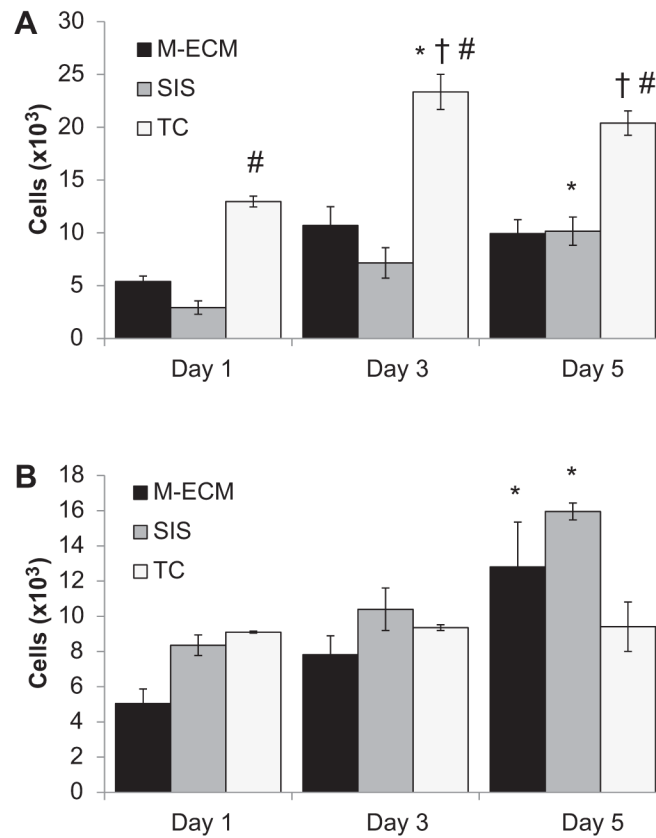 A
Cells (x10³)
30
25
20
15
10
5
0
M-ECM
SIS
TC
#
* † #
*
† #
Day 1 Day 3 Day 5
B
Cells (x10³)
18
16
14
12
10
8
6
4
2
0
M-ECM
SIS
TC
*
*
Day 1 Day 3 Day 5